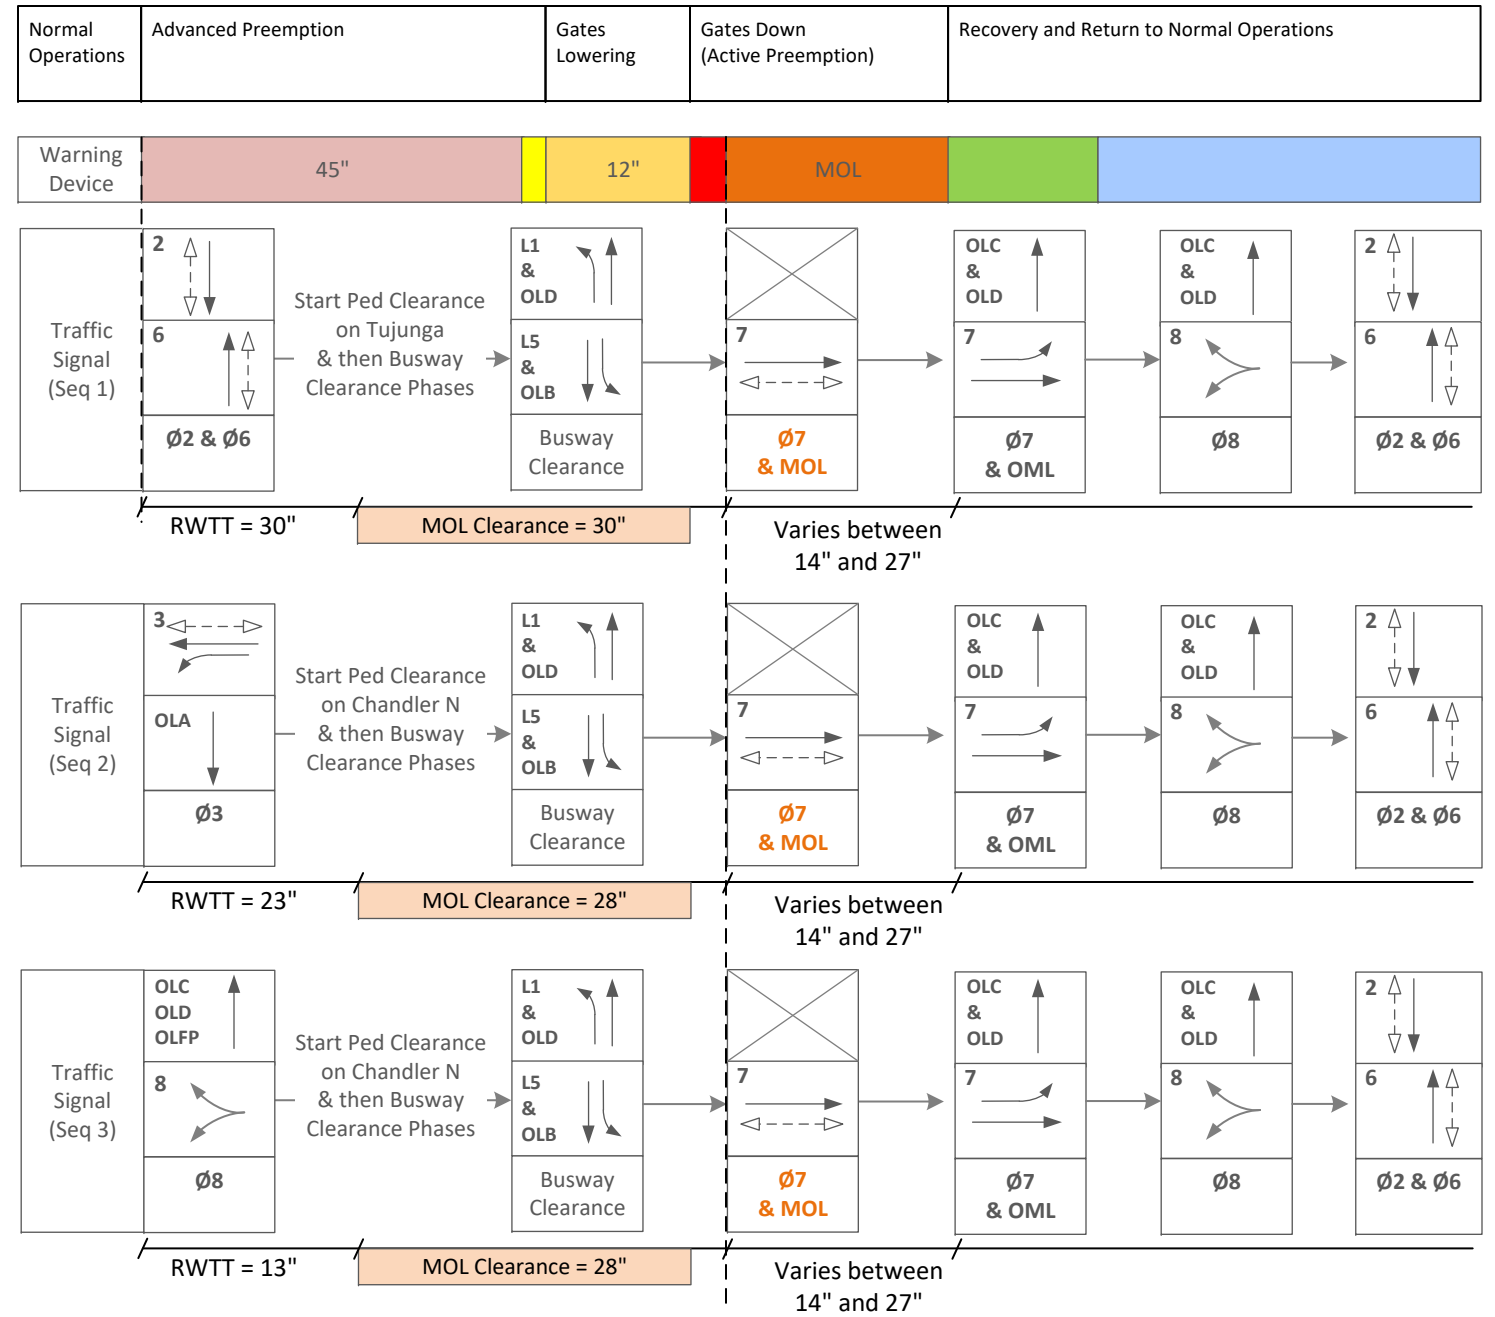 Normal
Operations
Advanced Preemption
Gates
Lowering
Gates Down
(Active Preemption)
Recovery and Return to Normal Operations
Warning
Device
45"
12"
MOL
Traffic
Signal
(Seq 1)
2
6
Ø2 & Ø6
Start Ped Clearance
on Tujunga
& then Busway
Clearance Phases
L1
&
OLD
L5
&
OLB
Busway
Clearance
7
Ø7
& MOL
OLC
&
OLD
7
Ø7
& OML
OLC
&
OLD
8
Ø8
2
6
Ø2 & Ø6
RWTT = 30"
MOL Clearance = 30"
Varies between
14" and 27"
Traffic
Signal
(Seq 2)
3
OLA
Ø3
Start Ped Clearance
on Chandler N
& then Busway
Clearance Phases
L1
&
OLD
L5
&
OLB
Busway
Clearance
7
Ø7
& MOL
OLC
&
OLD
7
Ø7
& OML
OLC
&
OLD
8
Ø8
2
6
Ø2 & Ø6
RWTT = 23"
MOL Clearance = 28"
Varies between
14" and 27"
Traffic
Signal
(Seq 3)
OLC
OLD
OLFP
8
Ø8
Start Ped Clearance
on Chandler N
& then Busway
Clearance Phases
L1
&
OLD
L5
&
OLB
Busway
Clearance
7
Ø7
& MOL
OLC
&
OLD
7
Ø7
& OML
OLC
&
OLD
8
Ø8
2
6
Ø2 & Ø6
RWTT = 13"
MOL Clearance = 28"
Varies between
14" and 27"